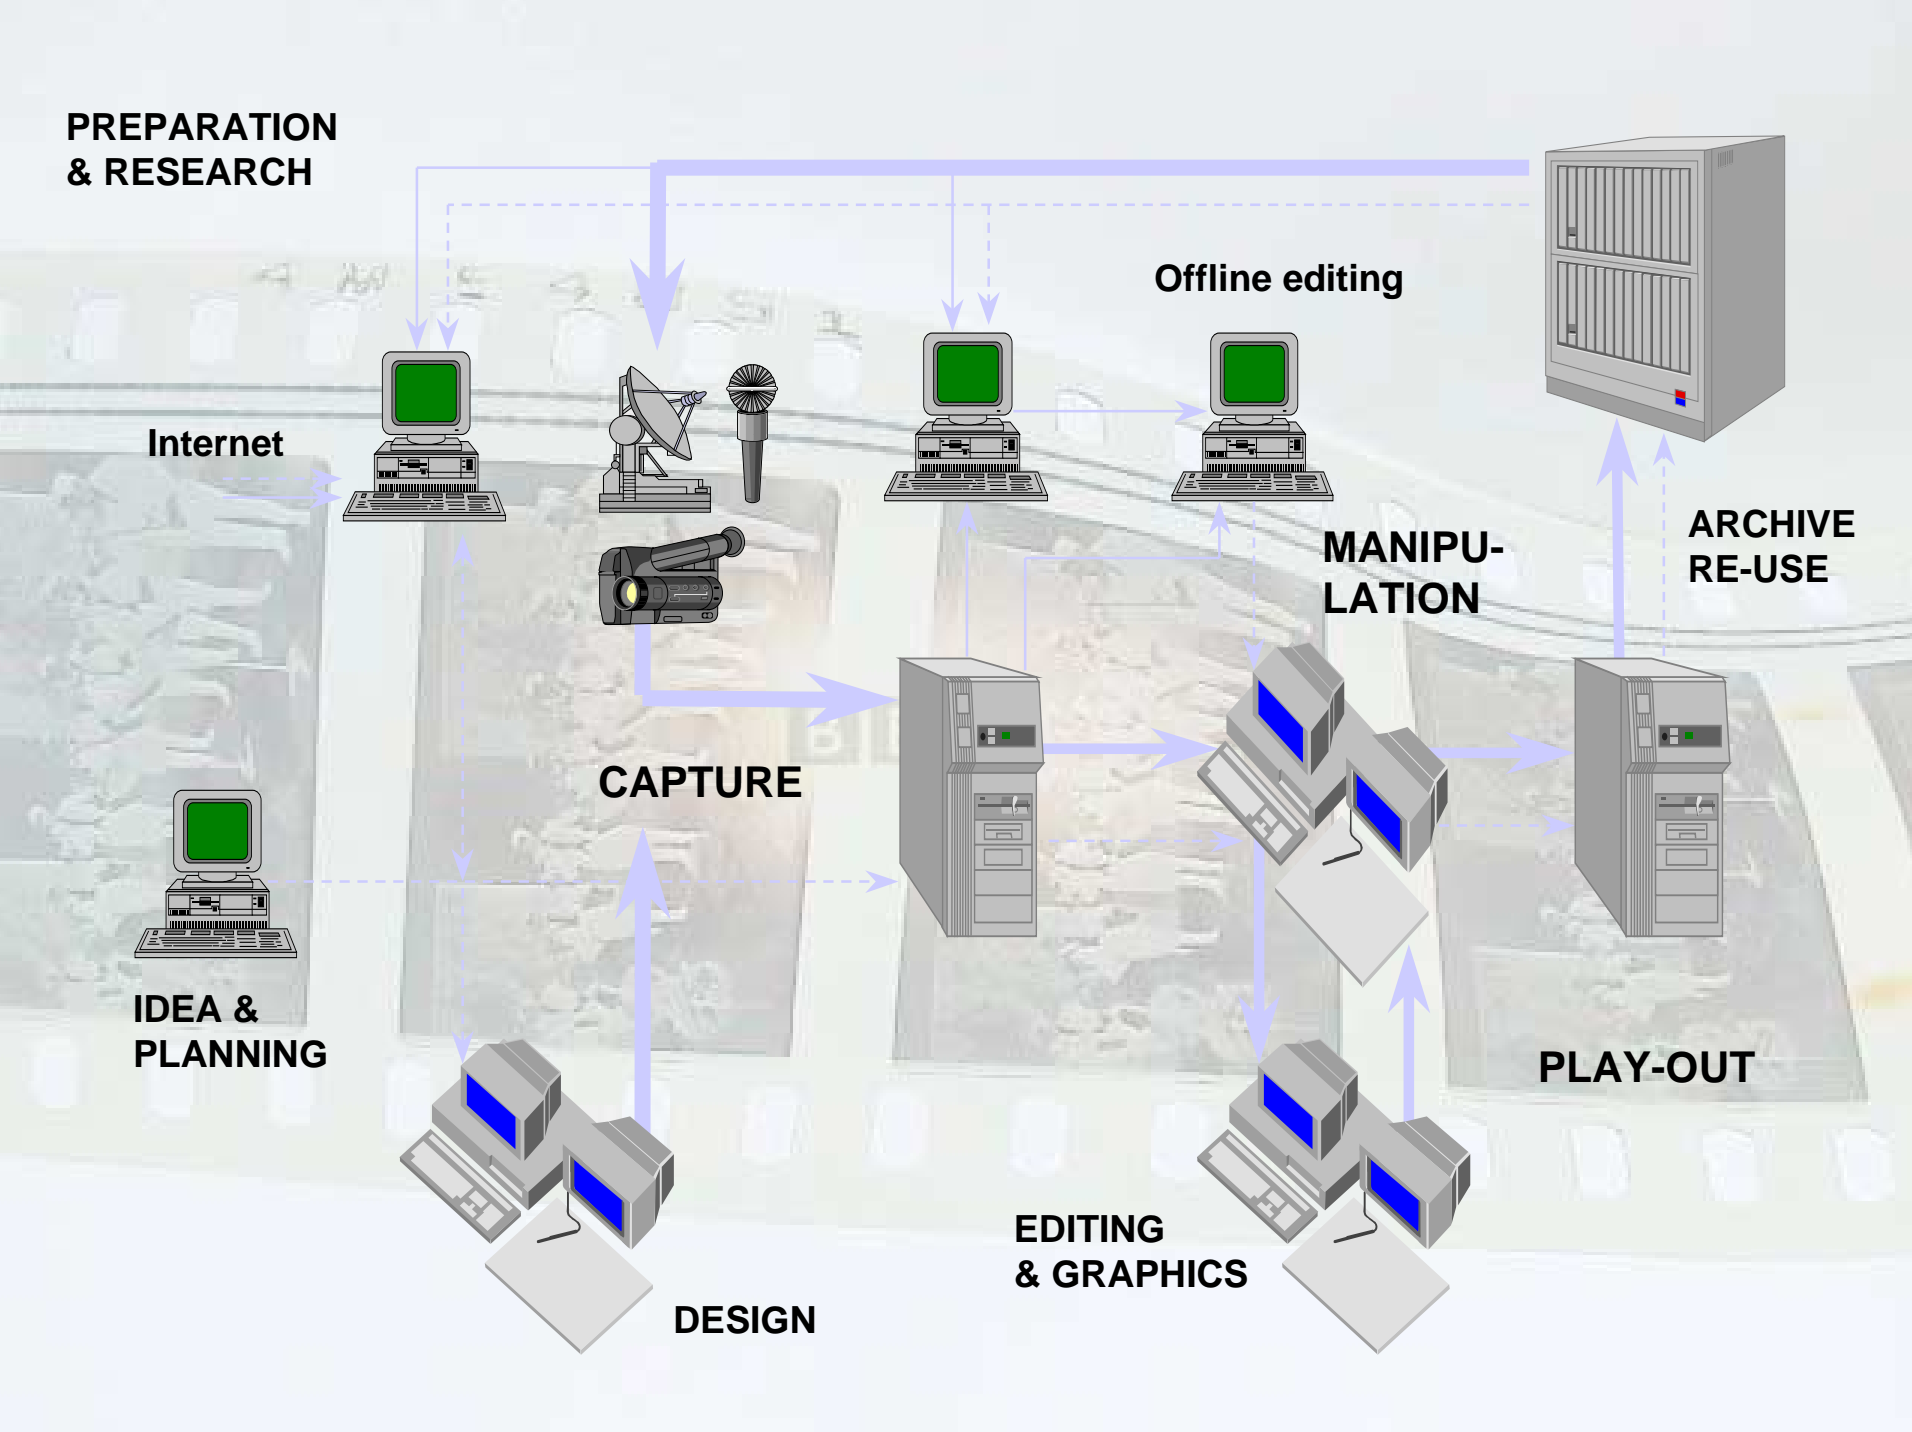 PREPARATION
& RESEARCH
Offline editing
Internet
MANIPU-
LATION
ARCHIVE
RE-USE
CAPTURE
IDEA &
PLANNING
PLAY-OUT
EDITING
& GRAPHICS
DESIGN